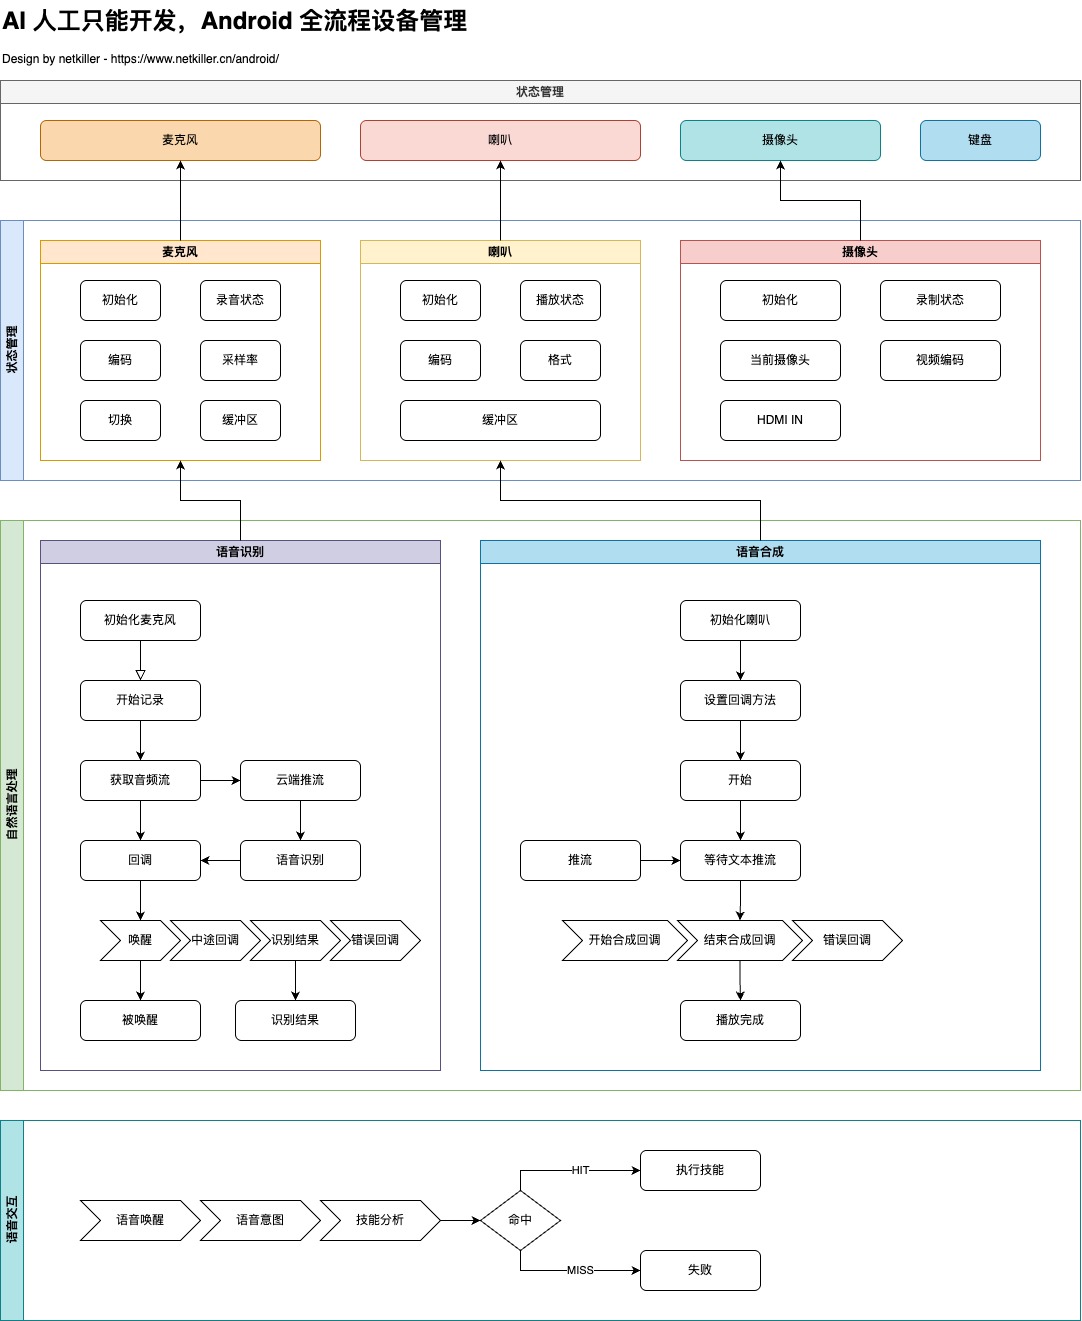 AI 人工只能开发，Android 全流程设备管理
Design by netkiller - https://www.netkiller.cn/android/
状态管理
麦克风
喇叭
摄像头
键盘
状态管理
麦克风
初始化
录音状态
编码
采样率
切换
缓冲区
喇叭
初始化
播放状态
编码
格式
缓冲区
摄像头
初始化
录制状态
当前摄像头
视频编码
HDMI IN
自然语言处理
语音识别
初始化麦克风
开始记录
获取音频流
云端推流
回调
语音识别
唤醒
中途回调
识别结果
错误回调
被唤醒
识别结果
语音合成
初始化喇叭
设置回调方法
开始
推流
等待文本推流
开始合成回调
结束合成回调
错误回调
播放完成
语音交互
语音唤醒
语音意图
技能分析
命中
HIT
执行技能
MISS
失败